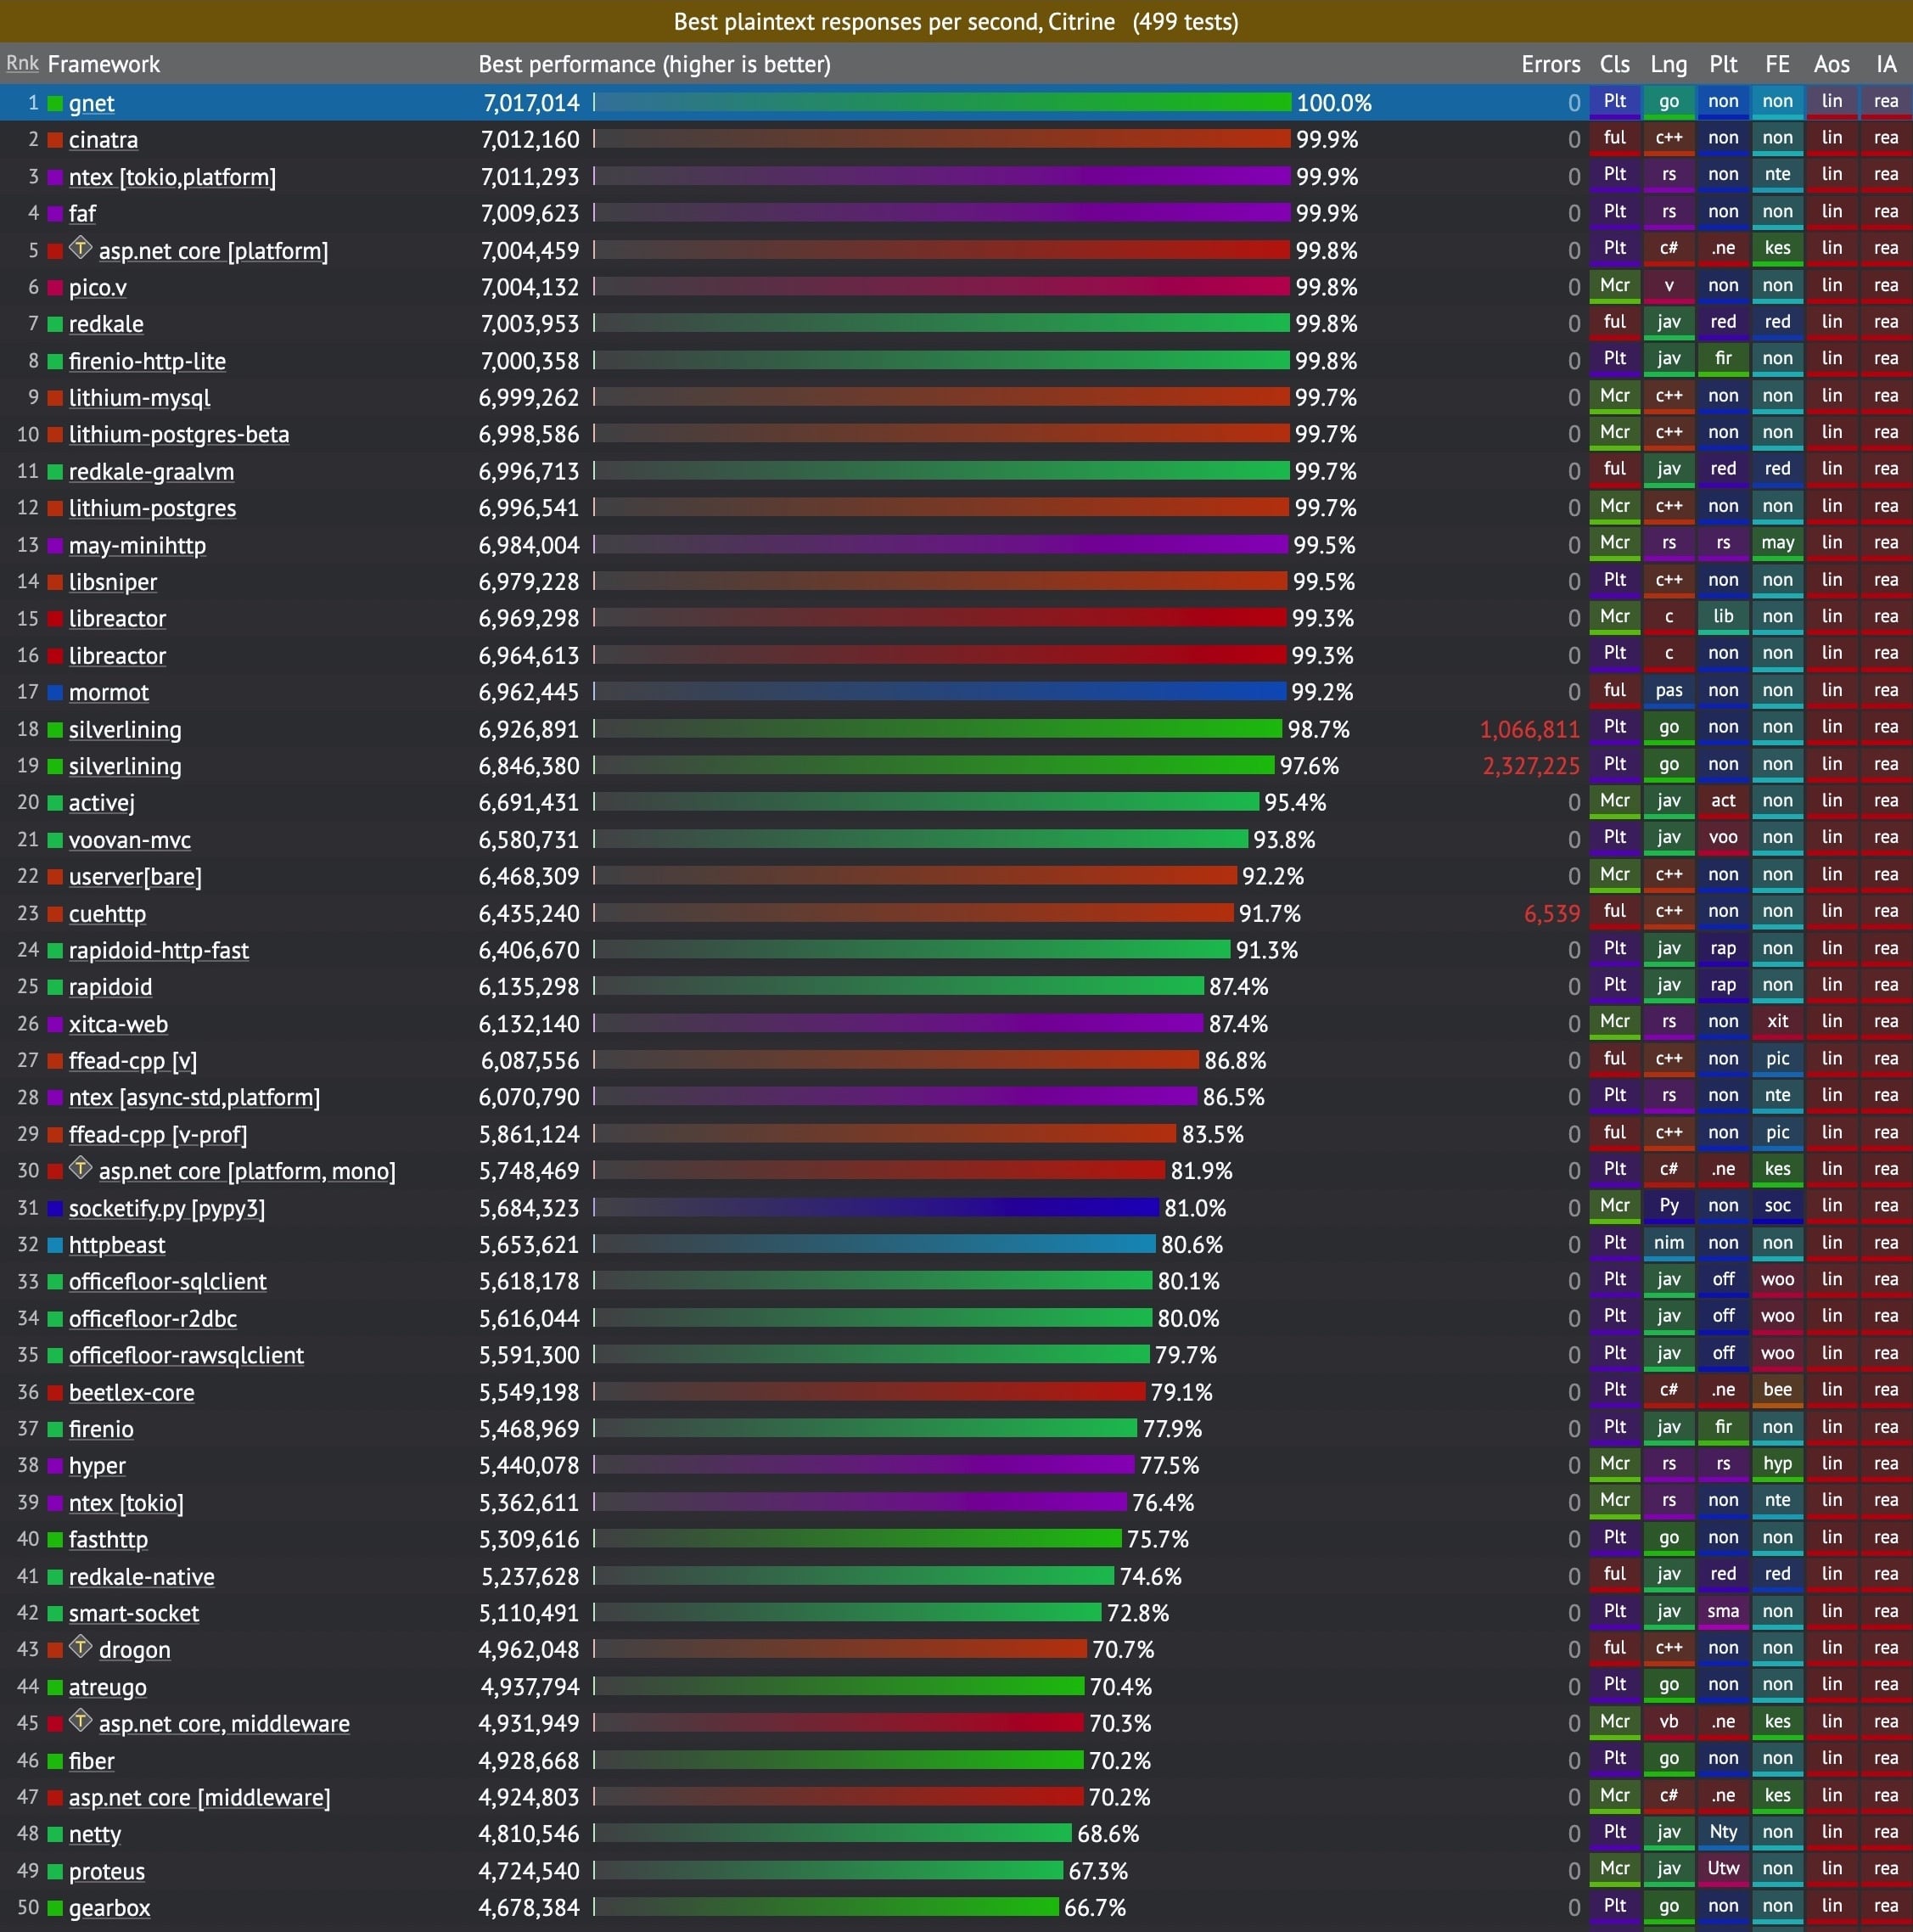 Best plaintext responses per second, Citrine (499 tests)
Rnk Framework Best performance (higher is better) Errors Cls Lng Plt FE Aos IA
1 gnet 7,017,014 100.0% 0 Plt go non non lin rea
2 cinatra 7,012,160 99.9% 0 ful c++ non non lin rea
3 ntex [tokio,platform] 7,011,293 99.9% 0 Plt rs non nte lin rea
4 faf 7,009,623 99.9% 0 Plt rs non non lin rea
5 T asp.net core [platform] 7,004,459 99.8% 0 Plt c# .ne kes lin rea
6 pico.v 7,004,132 99.8% 0 Mcr v non non lin rea
7 redkale 7,003,953 99.8% 0 ful jav red red lin rea
8 firenio-http-lite 7,000,358 99.8% 0 Plt jav fir non lin rea
9 lithium-mysql 6,999,262 99.7% 0 Mcr c++ non non lin rea
10 lithium-postgres-beta 6,998,586 99.7% 0 Mcr c++ non non lin rea
11 redkale-graalvm 6,996,713 99.7% 0 ful jav red red lin rea
12 lithium-postgres 6,996,541 99.7% 0 Mcr c++ non non lin rea
13 may-minihttp 6,984,004 99.5% 0 Mcr rs rs may lin rea
14 libsniper 6,979,228 99.5% 0 Plt c++ non non lin rea
15 libreactor 6,969,298 99.3% 0 Mcr c lib non lin rea
16 libreactor 6,964,613 99.3% 0 Plt c non non lin rea
17 mormot 6,962,445 99.2% 0 ful pas non non lin rea
18 silverlining 6,926,891 98.7% 1,066,811 Plt go non non lin rea
19 silverlining 6,846,380 97.6% 2,327,225 Plt go non non lin rea
20 activej 6,691,431 95.4% 0 Mcr jav act non lin rea
21 voovan-mvc 6,580,731 93.8% 0 Plt jav voo non lin rea
22 userver[bare] 6,468,309 92.2% 0 Mcr c++ non non lin rea
23 cuehttp 6,435,240 91.7% 6,539 ful c++ non non lin rea
24 rapidoid-http-fast 6,406,670 91.3% 0 Plt jav rap non lin rea
25 rapidoid 6,135,298 87.4% 0 Plt jav rap non lin rea
26 xitca-web 6,132,140 87.4% 0 Mcr rs non xit lin rea
27 ffead-cpp [v] 6,087,556 86.8% 0 ful c++ non pic lin rea
28 ntex [async-std,platform] 6,070,790 86.5% 0 Plt rs non nte lin rea
29 ffead-cpp [v-prof] 5,861,124 83.5% 0 ful c++ non pic lin rea
30 T asp.net core [platform, mono] 5,748,469 81.9% 0 Plt c# .ne kes lin rea
31 socketify.py [pypy3] 5,684,323 81.0% 0 Mcr Py non soc lin rea
32 httpbeast 5,653,621 80.6% 0 Plt nim non non lin rea
33 officefloor-sqlclient 5,618,178 80.1% 0 Plt jav off woo lin rea
34 officefloor-r2dbc 5,616,044 80.0% 0 Plt jav off woo lin rea
35 officefloor-rawsqlclient 5,591,300 79.7% 0 Plt jav off woo lin rea
36 beetlex-core 5,549,198 79.1% 0 Plt c# .ne bee lin rea
37 firenio 5,468,969 77.9% 0 Plt jav fir non lin rea
38 hyper 5,440,078 77.5% 0 Mcr rs rs hyp lin rea
39 ntex [tokio] 5,362,611 76.4% 0 Mcr rs non nte lin rea
40 fasthttp 5,309,616 75.7% 0 Plt go non non lin rea
41 redkale-native 5,237,628 74.6% 0 ful jav red red lin rea
42 smart-socket 5,110,491 72.8% 0 Plt jav sma non lin rea
43 T drogon 4,962,048 70.7% 0 ful c++ non non lin rea
44 atreugo 4,937,794 70.4% 0 Plt go non non lin rea
45 T asp.net core, middleware 4,931,949 70.3% 0 Mcr vb .ne kes lin rea
46 fiber 4,928,668 70.2% 0 Plt go non non lin rea
47 asp.net core [middleware] 4,924,803 70.2% 0 Mcr c# .ne kes lin rea
48 netty 4,810,546 68.6% 0 Plt jav Nty non lin rea
49 proteus 4,724,540 67.3% 0 Mcr jav Utw non lin rea
50 gearbox 4,678,384 66.7% 0 Plt go non non lin rea